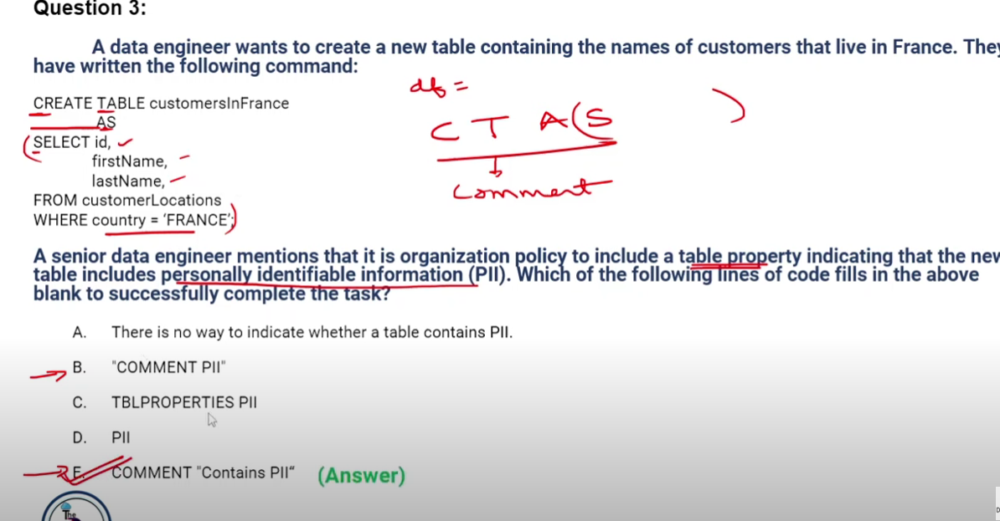 Question 3:
A data engineer wants to create a new table containing the names of customers that live in France. They
have written the following command:
df =
CREATE TABLE customersInFrance
AS
C T A(S )
SELECT id,
firstName,
lastName,
Comment
FROM customerLocations
WHERE country = ‘FRANCE’;
A senior data engineer mentions that it is organization policy to include a table property indicating that the new
table includes personally identifiable information (PII). Which of the following lines of code fills in the above
blank to successfully complete the task?
A. There is no way to indicate whether a table contains PII.
B. "COMMENT PII"
C. TBLPROPERTIES PII
D. PII
E. COMMENT "Contains PII“ (Answer)
The